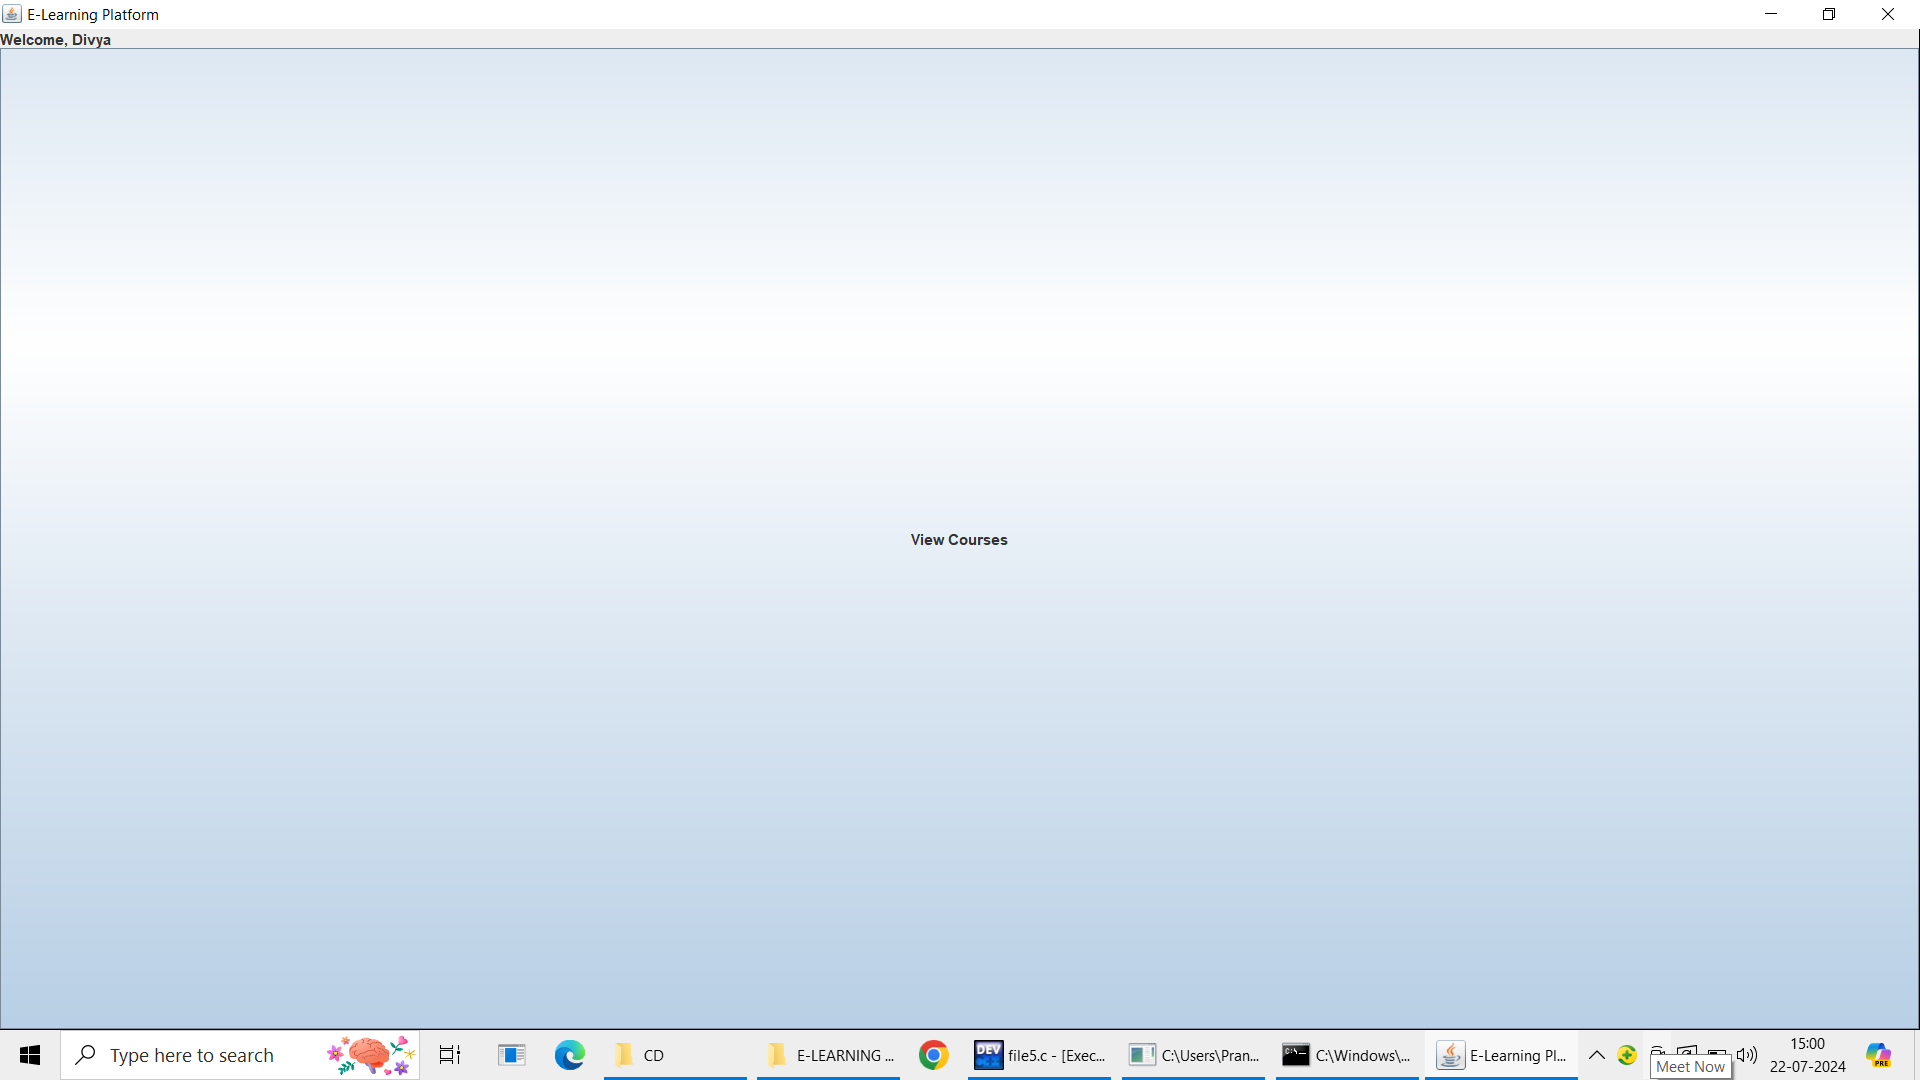 E-Learning Platform
Welcome, Divya
View Courses
Type here to search
CD
E-LEARNING ...
DEV
file5.c - [Exec...
C:\Users\Pran...
C:\Windows\...
E-Learning Pl...
Meet Now
15:00
22-07-2024
PRE